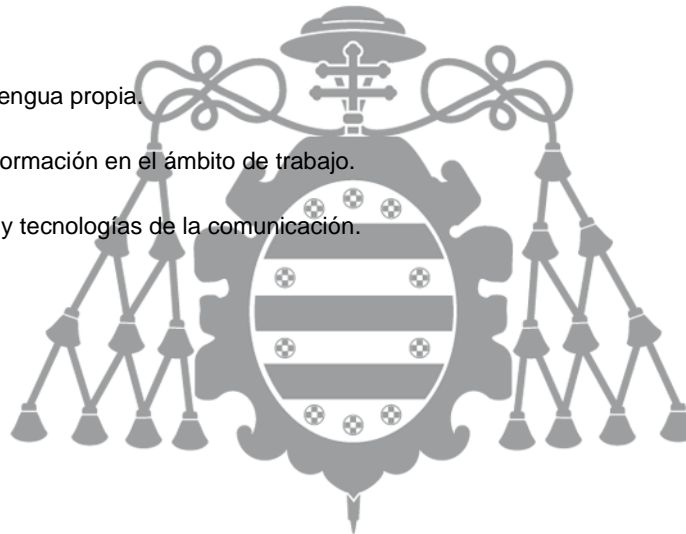 engua propia.
ormación en el ámbito de trabajo.
y tecnologías de la comunicación.